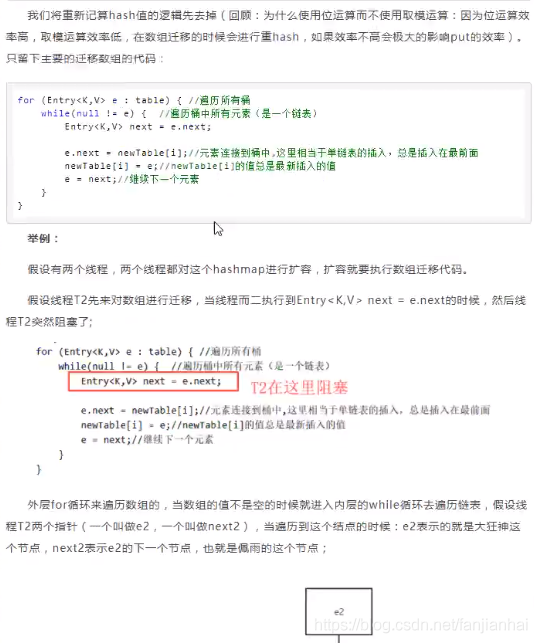 我们将重新记算hash值的逻辑先去掉（回顾：为什么使用位运算而不使用取模运算：因为位运算效
率高，取模运算效率低，在数组迁移的时候会进行重hash，如果效率不高会极大的影响put的效率）。
只留下主要的迁移数组的代码：
for (Entry<K,V> e : table) { //遍历所有桶
while(null != e) {  //遍历桶中所有元素（是一个链表）
Entry<K,V> next = e.next;
e.next = newTable[i];//元素连接到桶中,这里相当于单链表的插入，总是插入在最前面
newTable[i] = e;//newTable[i]的值总是最新插入的值
e = next;//继续下一个元素
}
}
举例：
假设有两个线程，两个线程都对这个hashmap进行扩容，扩容就要执行数组迁移代码。
假设线程T2先来对数组进行迁移，当线程而二执行到Entry<K,V> next = e.next的时候，然后线
程T2突然阻塞了;
for (Entry<K,V> e : table) { //遍历所有桶
while(null != e) {  //遍历桶中所有元素（是一个链表）
Entry<K,V> next = e.next; T2在这里阻塞
e.next = newTable[i];//元素连接到桶中,这里相当于单链表的插入，总是插入在最前面
newTable[i] = e;//newTable[i]的值总是最新插入的值
e = next;//继续下一个元素
}
}
外层for循环来遍历数组的，当数组的值不是空的时候就进入内层的while循环去遍历链表，假设线
程T2两个指针（一个叫做e2，一个叫做next2），当遍历到这个结点的时候：e2表示的就是大狂神这
个节点，next2表示e2的下一个节点，也就是佩雨的这个节点；
e2
https://blog.csdn.net/fanjianhai